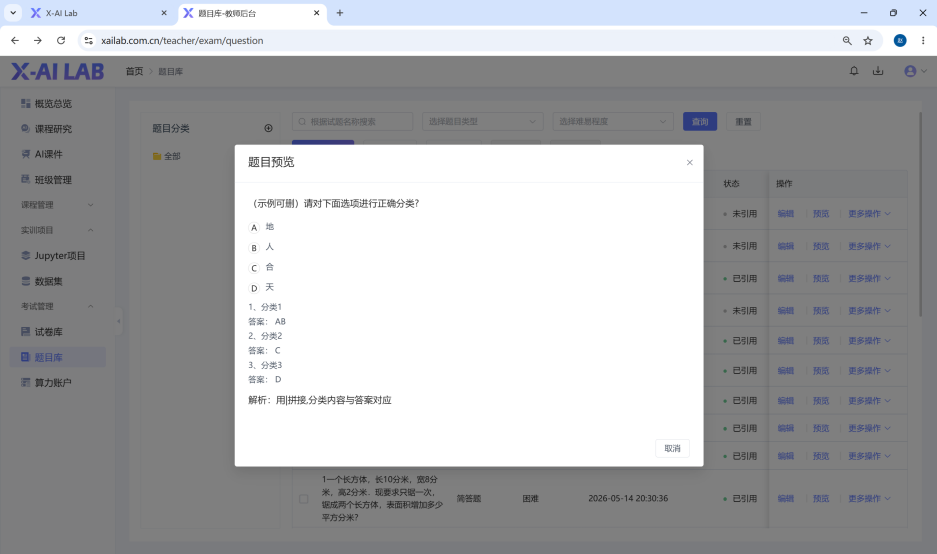 X-AI Lab
题目库-教师后台
xailab.com.cn/teacher/exam/question
X-AI LAB
首页
题目库
概览总览
课程研究
AI课件
班级管理
课程管理
实训项目
Jupyter项目
数据集
考试管理
试卷库
题目库
算力账户
题目分类
全部
根据试题名称搜索
选择题目类型
选择难易程度
查询
重置
状态
操作
未引用 编辑 预览 更多操作
未引用 编辑 预览 更多操作
已引用 编辑 预览 更多操作
未引用 编辑 预览 更多操作
已引用 编辑 预览 更多操作
已引用 编辑 预览 更多操作
已引用 编辑 预览 更多操作
已引用 编辑 预览 更多操作
已引用 编辑 预览 更多操作
题目预览
（示例可删）请对下面选项进行正确分类?
A 地
B 人
C 合
D 天
1、分类1
答案： AB
2、分类2
答案： C
3、分类3
答案： D
解析：用|拼接,分类内容与答案对应
取消
1一个长方体，长10分米，宽8分
米，高2分米．现要求只锯一次，
锯成两个长方体，表面积增加多少
平方分米?
简答题
困难
2026-05-14 20:30:36
已引用 编辑 预览 更多操作